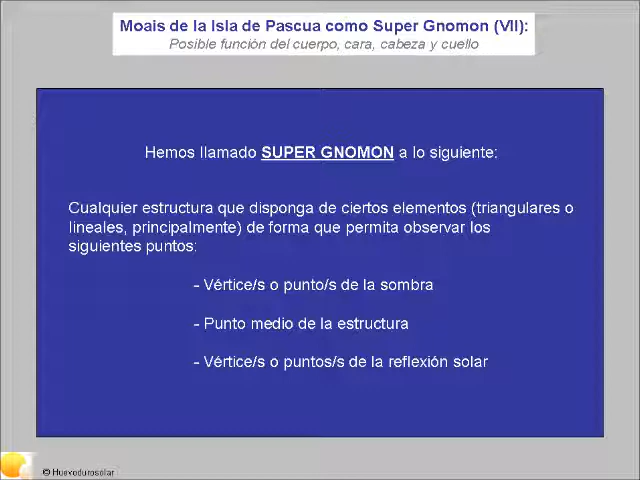 Moais de la Isla de Pascua como Super Gnomon (VII):
Posible función del cuerpo, cara, cabeza y cuello
Hemos llamado SUPER GNOMON a lo siguiente:
Cualquier estructura que disponga de ciertos elementos (triangulares o
lineales, principalmente) de forma que permita observar los
siguientes puntos:
- Vértice/s o punto/s de la sombra
- Punto medio de la estructura
- Vértice/s o puntos/s de la reflexión solar
© Huevodurosolar